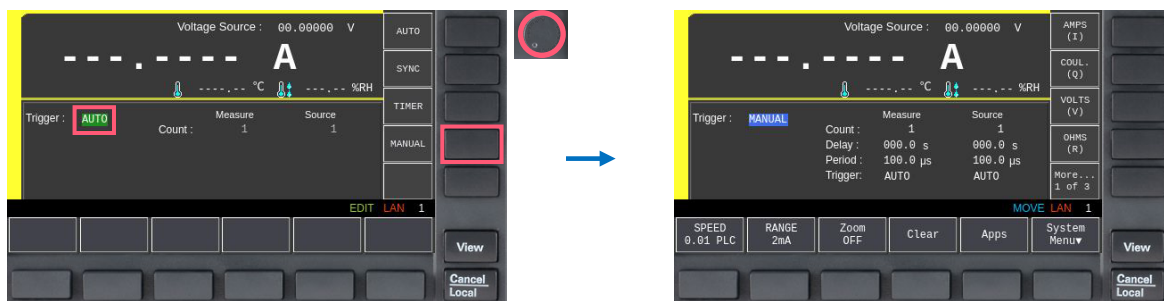 Voltage Source : 00.00000 V
---.---- A
----.-- °C ---.-- %RH
Trigger : AUTO
Measure Source
Count : 1 1
AUTO
SYNC
TIMER
MANUAL
EDIT LAN 1
View
Cancel
Local
Voltage Source : 00.00000 V
---.---- A
----.-- °C ---.-- %RH
Trigger : MANUAL
Measure Source
Count : 1 1
Delay : 000.0 s 000.0 s
Period : 100.0 µs 100.0 µs
Trigger: AUTO AUTO
AMPS
(I)
COUL.
(Q)
VOLTS
(V)
OHMS
(R)
More...
1 of 3
MOVE LAN 1
SPEED
0.01 PLC
RANGE
2mA
Zoom
OFF
Clear
Apps
System
Menu▼
View
Cancel
Local